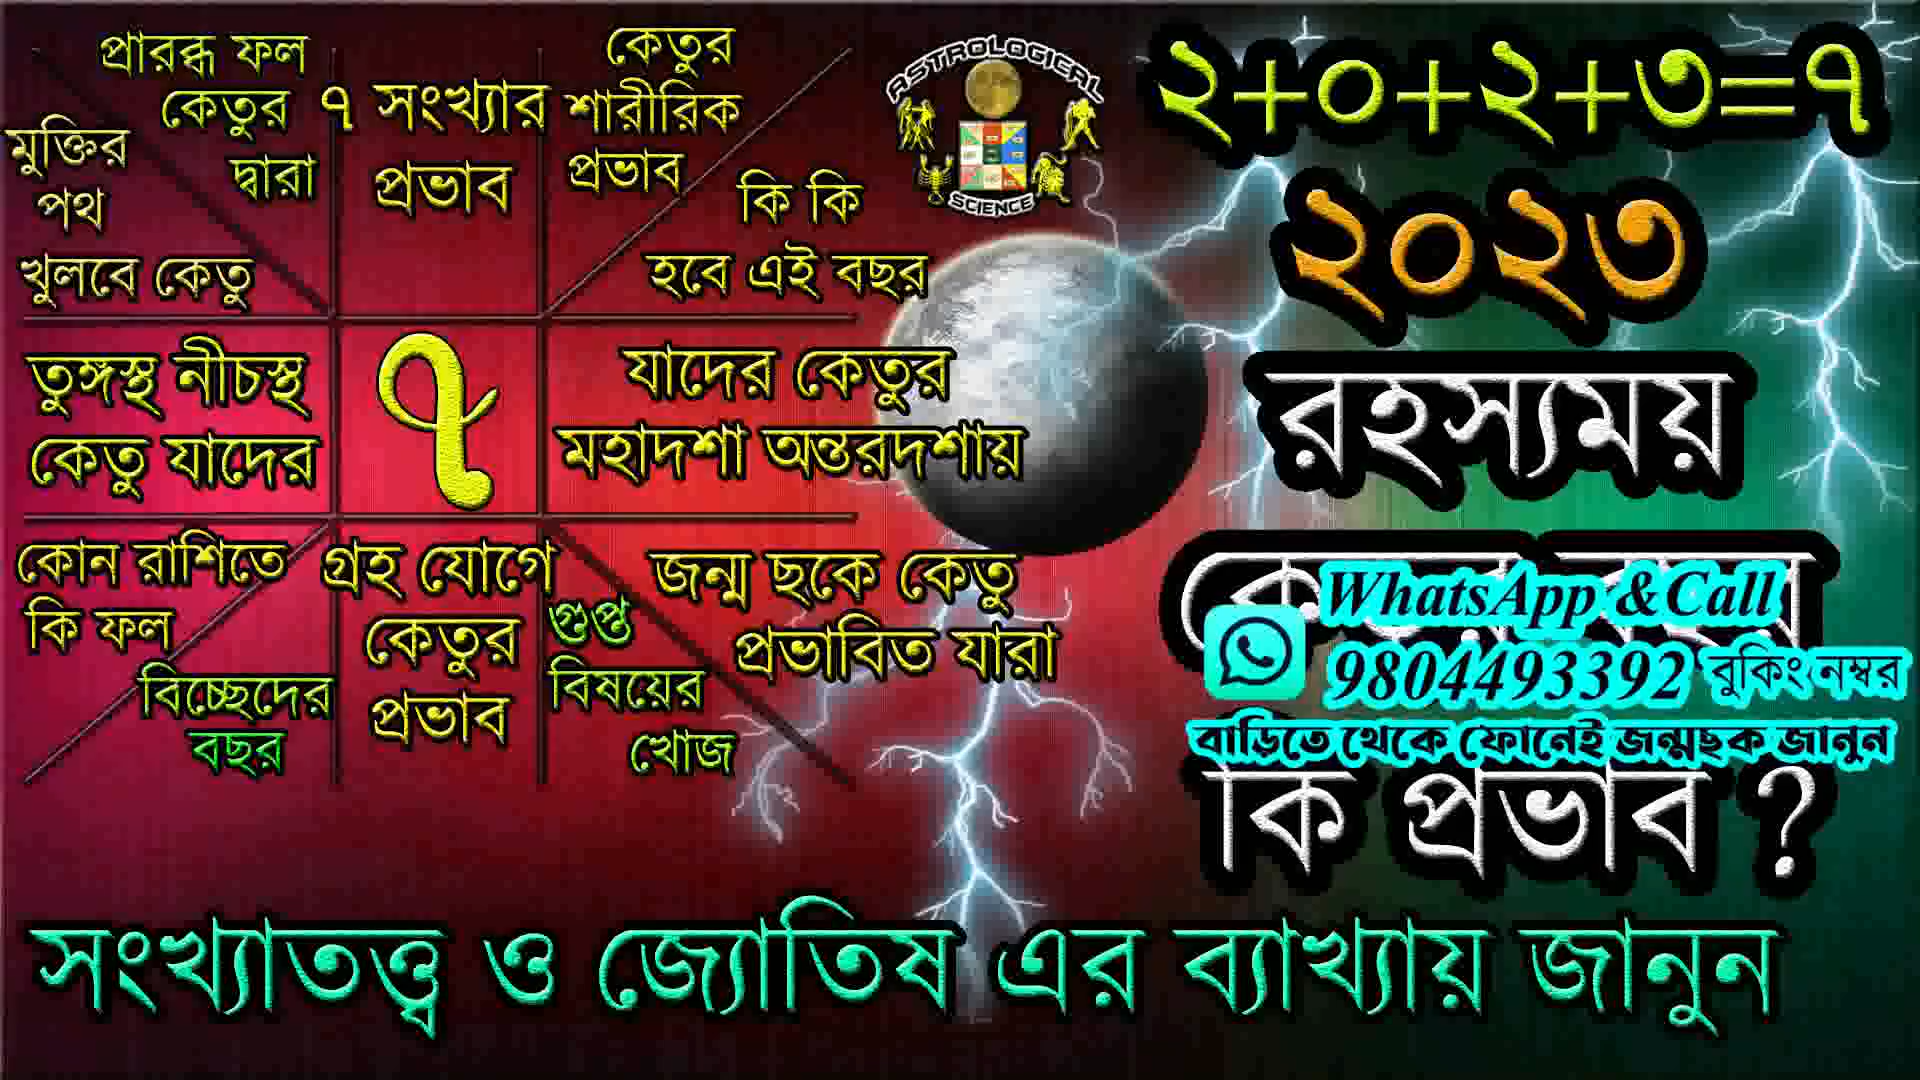 প্রারব্ধ ফল
কেতুর
দ্বারা
৭ সংখ্যার
প্রভাব
কেতুর
শারীরিক
প্রভাব
মুক্তির
পথ
খুলবে কেতু
কি কি
হবে এই বছর
তুঙ্গস্থ নীচস্থ
কেতু যাদের
৭
যাদের কেতুর
মহাদশা অন্তরদশায়
কোন রাশিতে
কি ফল
বিচ্ছেদের
বছর
গ্রহ যোগে
কেতুর
প্রভাব
গুপ্ত
বিষয়ের
খোজ
জন্ম ছকে কেতু
প্রভাবিত যারা
ASTROLOGICAL
SCIENCE
২+০+২+৩=৭
২০২৩
রহস্যময়
WhatsApp & Call
9804493392 বুকিং নম্বর
বাড়িতে থেকে ফোনেই জন্মছক জানুন
কি প্রভাব ?
সংখ্যাতত্ত্ব ও জ্যোতিষ এর ব্যাখ্যায় জানুন